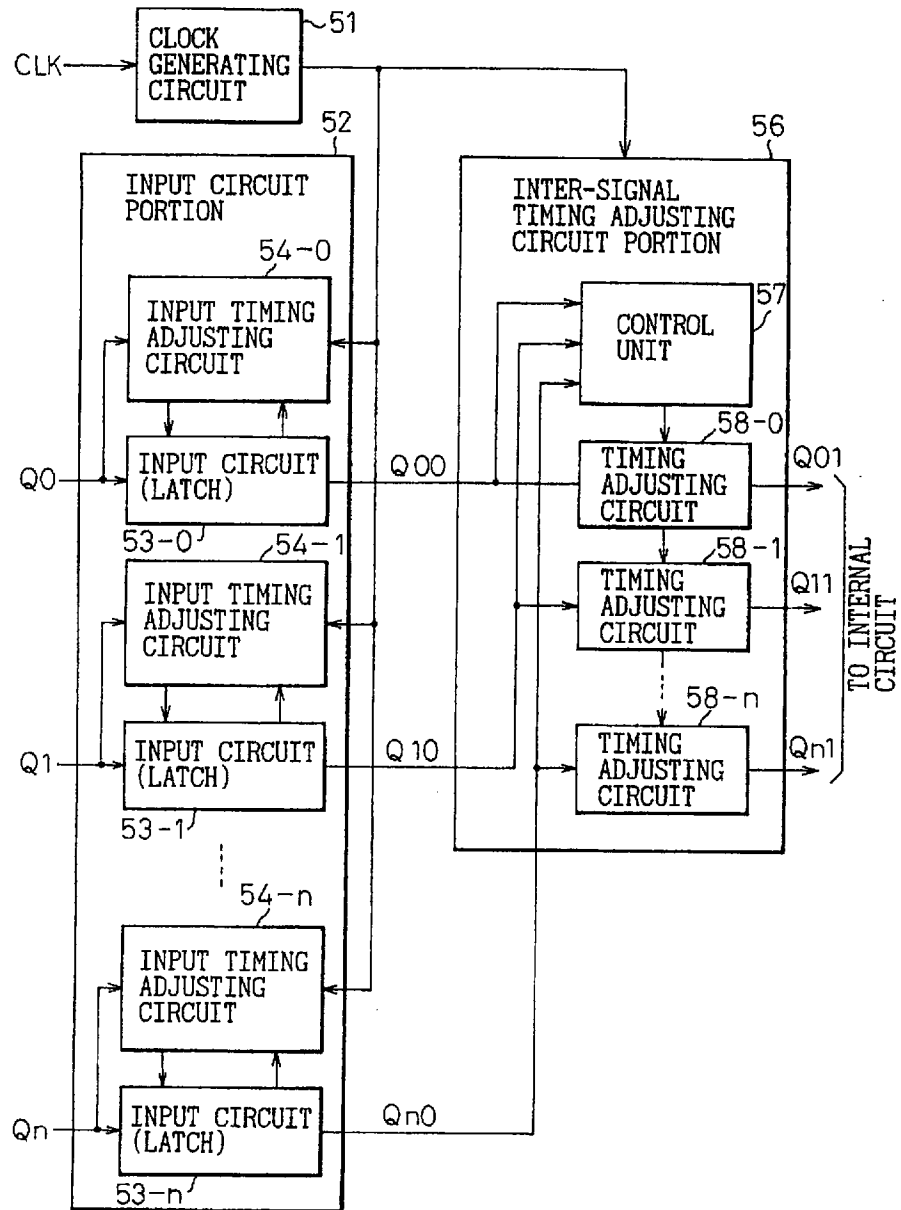 51
CLOCK
GENERATING
CIRCUIT
CLK
52
56
INPUT CIRCUIT
PORTION
INTER-SIGNAL
TIMING ADJUSTING
CIRCUIT PORTION
54-0
57
INPUT TIMING
ADJUSTING
CIRCUIT
CONTROL
UNIT
58-0
Q0
INPUT CIRCUIT
(LATCH)
Q00
TIMING
ADJUSTING
CIRCUIT
Q01
53-0
54-1
58-1
INPUT TIMING
ADJUSTING
CIRCUIT
TIMING
ADJUSTING
CIRCUIT
Q11
TO INTERNAL
CIRCUIT
58-n
Q1
INPUT CIRCUIT
(LATCH)
Q10
TIMING
ADJUSTING
CIRCUIT
Qn1
53-1
54-n
INPUT TIMING
ADJUSTING
CIRCUIT
Qn
INPUT CIRCUIT
(LATCH)
Qn0
53-n